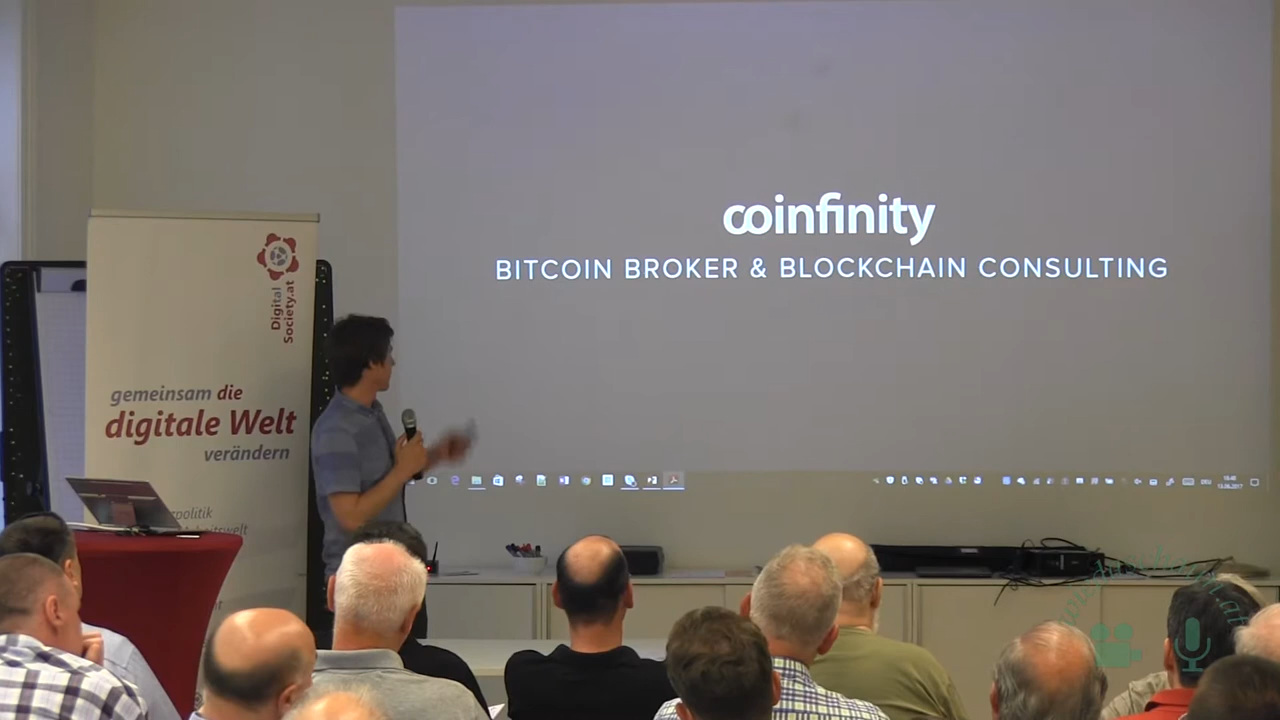 coinfinity
BITCOIN BROKER & BLOCKCHAIN CONSULTING
Digital
Society.at
gemeinsam die
digitale Welt
verändern